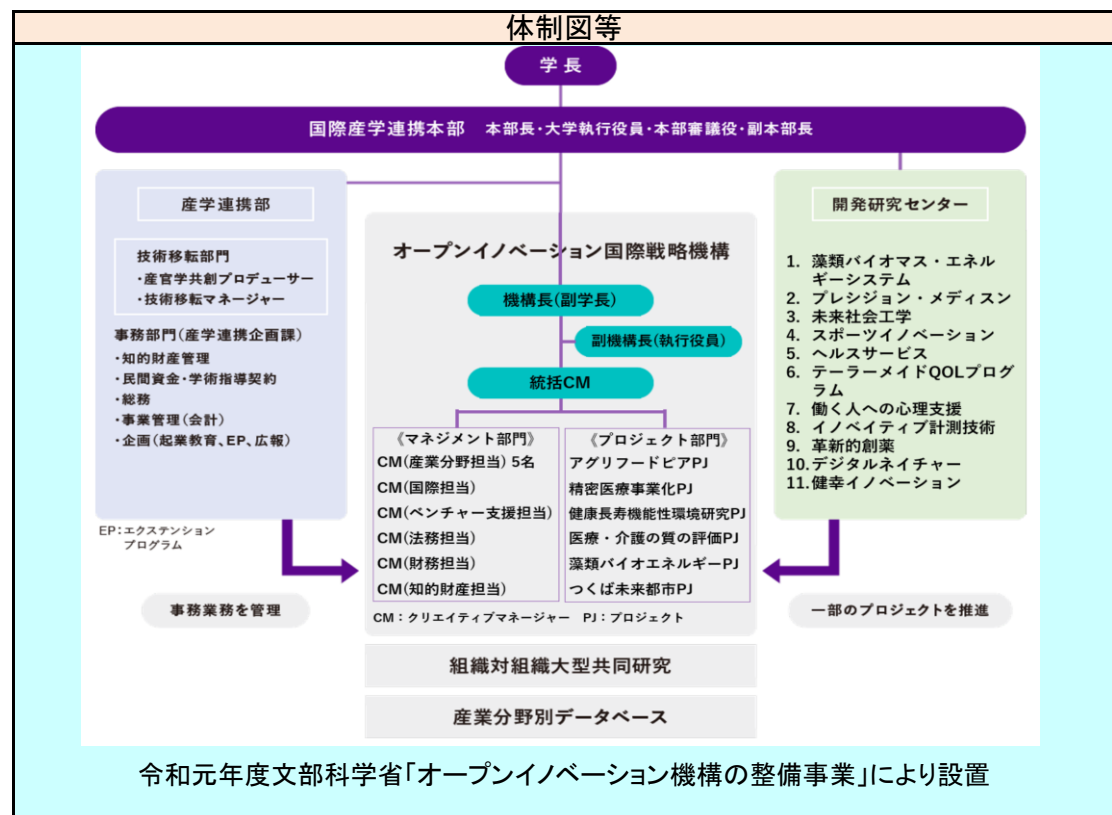 体制図等
学長
国際産学連携本部 本部長・大学執行役員・本部審議役・副本部長
産学連携部
技術移転部門
・産官学共創プロデューサー
・技術移転マネージャー
事務部門(産学連携企画課)
・知的財産管理
・民間資金・学術指導契約
・総務
・事業管理(会計)
・企画(起業教育、EP、広報)
EP:エクステンション
プログラム
事務業務を管理
オープンイノベーション国際戦略機構
機構長(副学長)
副機構長(執行役員)
統括CM
《マネジメント部門》
CM(産業分野担当) 5名
CM(国際担当)
CM(ベンチャー支援担当)
CM(法務担当)
CM(財務担当)
CM(知的財産担当)
《プロジェクト部門》
アグリフードピアPJ
精密医療事業化PJ
健康長寿機能性環境研究PJ
医療・介護の質の評価PJ
藻類バイオエネルギーPJ
つくば未来都市PJ
CM:クリエイティブマネージャー PJ:プロジェクト
組織対組織大型共同研究
産業分野別データベース
開発研究センター
1. 藻類バイオマス・エネル
ギーシステム
2. プレシジョン・メディスン
3. 未来社会工学
4. スポーツイノベーション
5. ヘルスサービス
6. テーラーメイドQOLプログ
ラム
7. 働く人への心理支援
8. イノベイティブ計測技術
9. 革新的創薬
10.デジタルネイチャー
11.健幸イノベーション
一部のプロジェクトを推進
令和元年度文部科学省「オープンイノベーション機構の整備事業」により設置